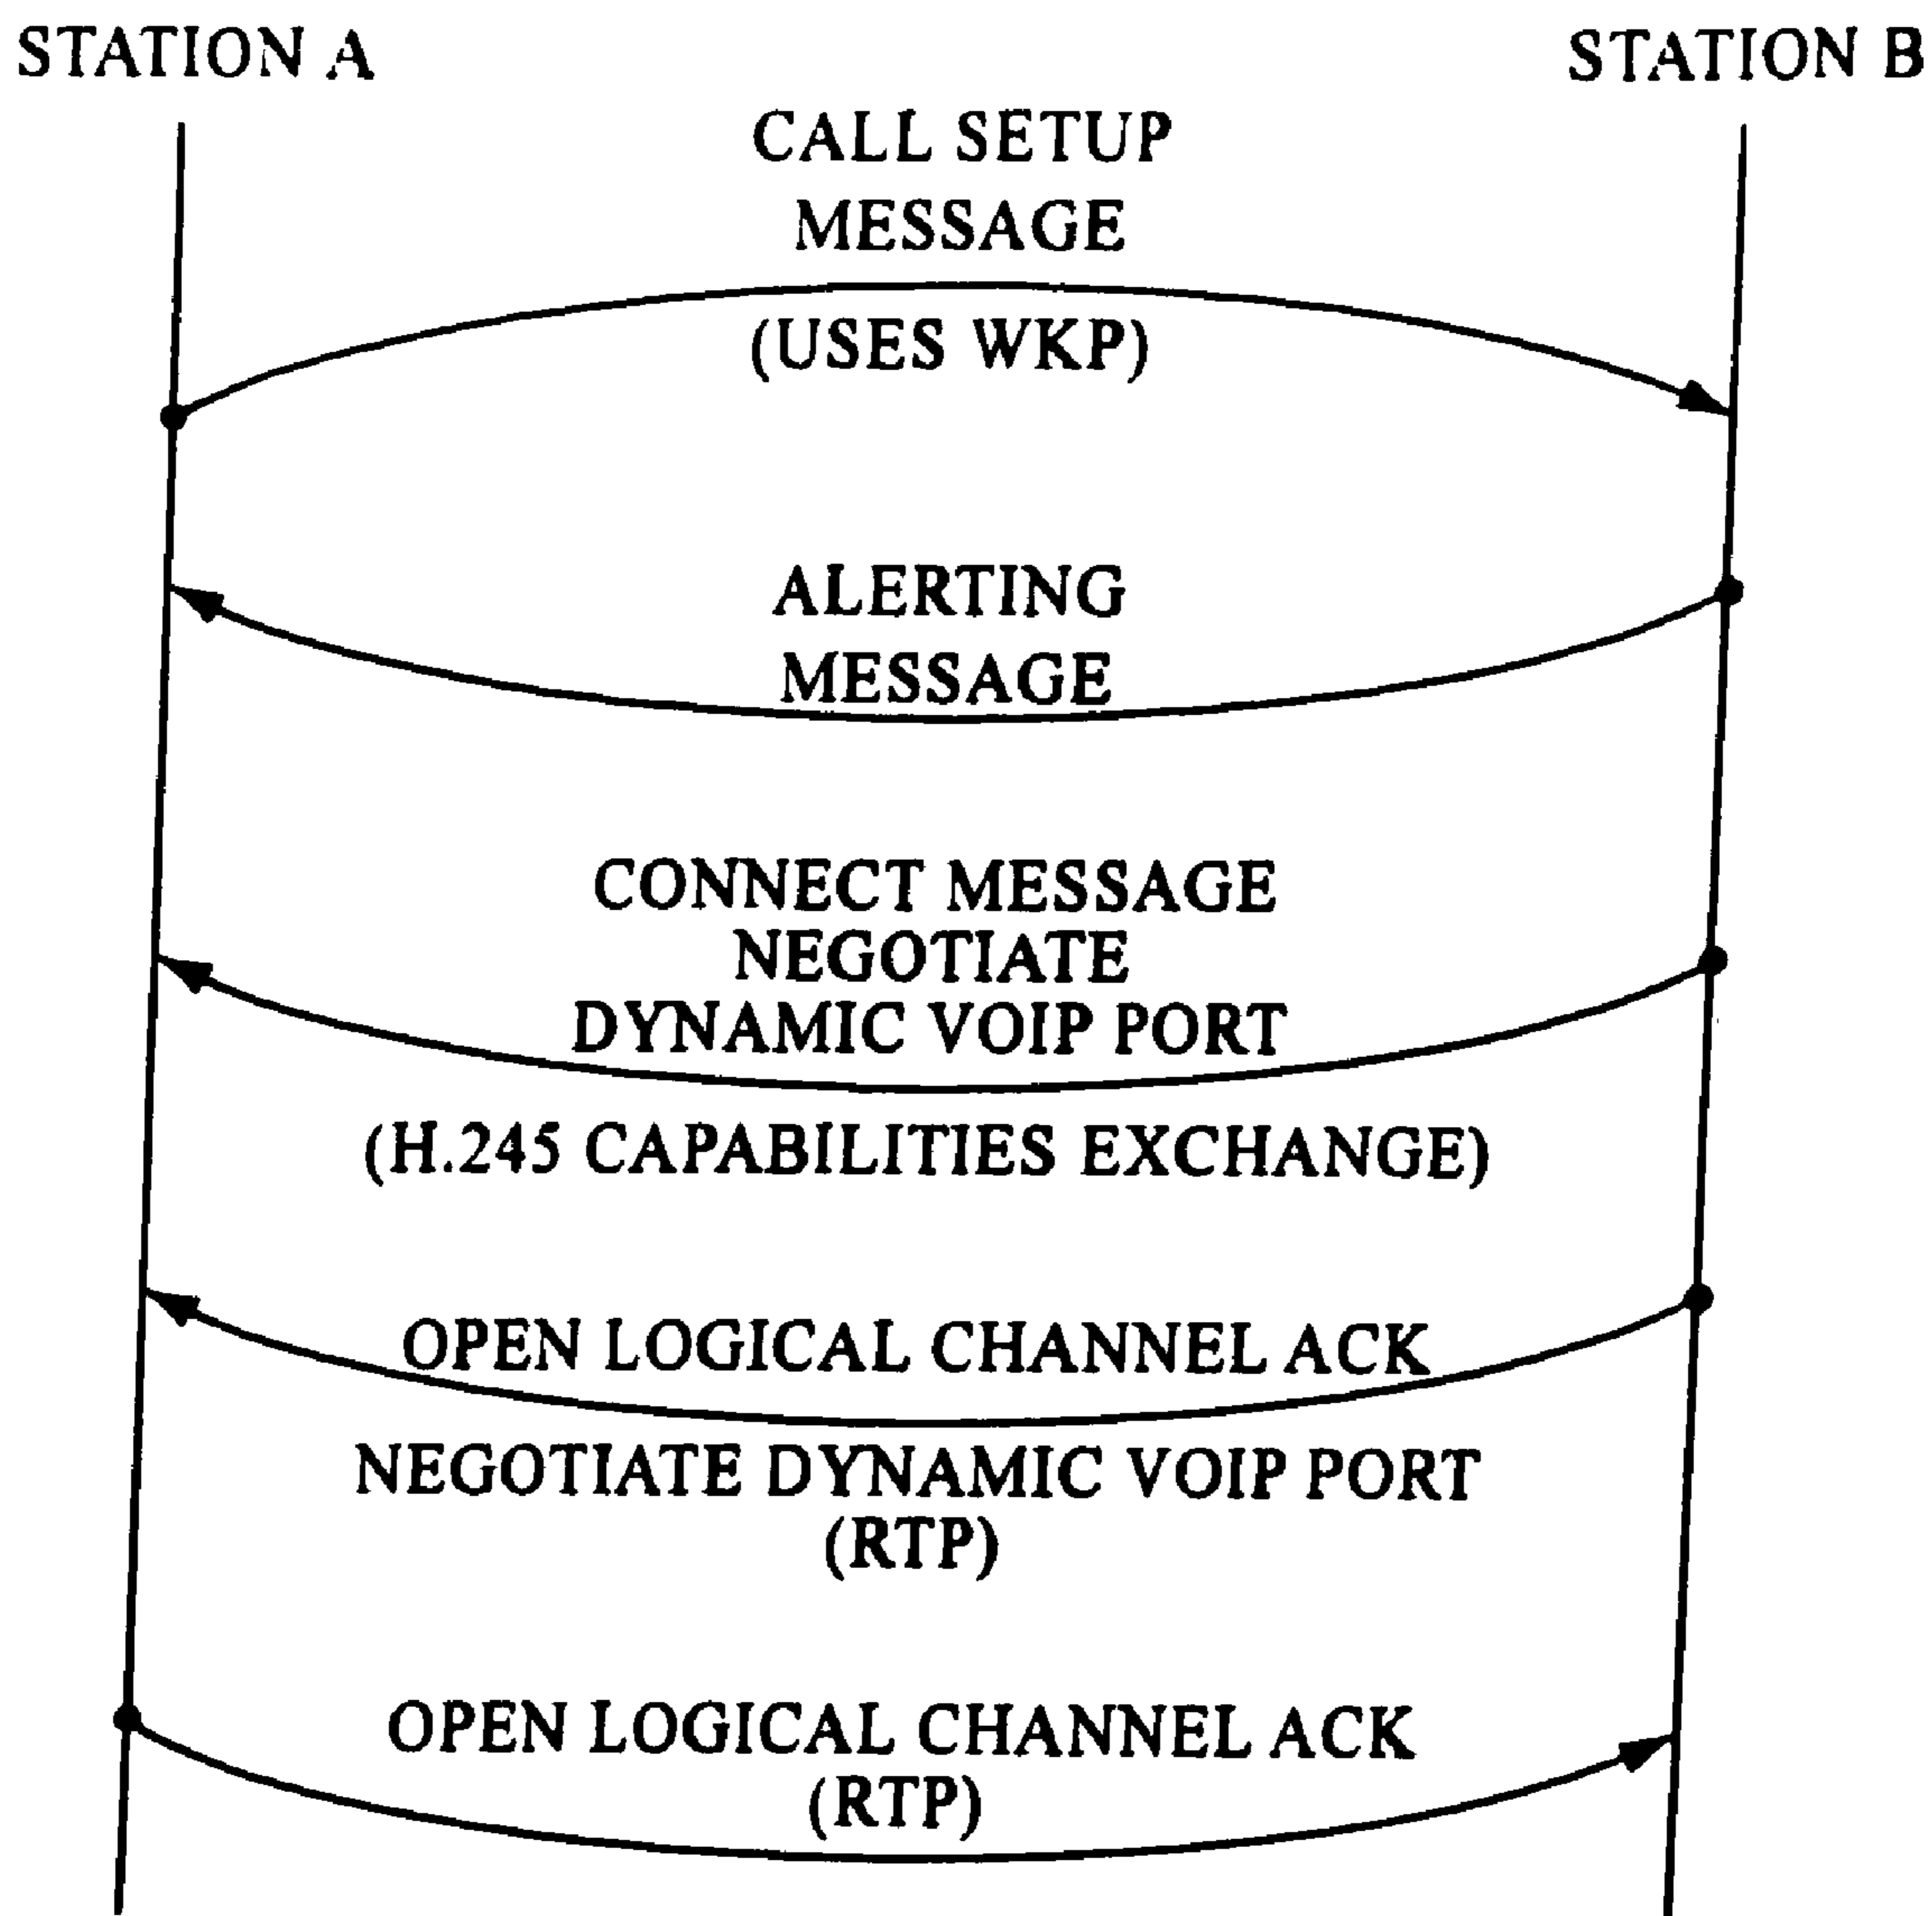 STATION A
STATION B
CALL SETUP
MESSAGE
(USES WKP)
ALERTING
MESSAGE
CONNECT MESSAGE
NEGOTIATE
DYNAMIC VOIP PORT
(H.245 CAPABILITIES EXCHANGE)
OPEN LOGICAL CHANNEL ACK
NEGOTIATE DYNAMIC VOIP PORT
(RTP)
OPEN LOGICAL CHANNEL ACK
(RTP)